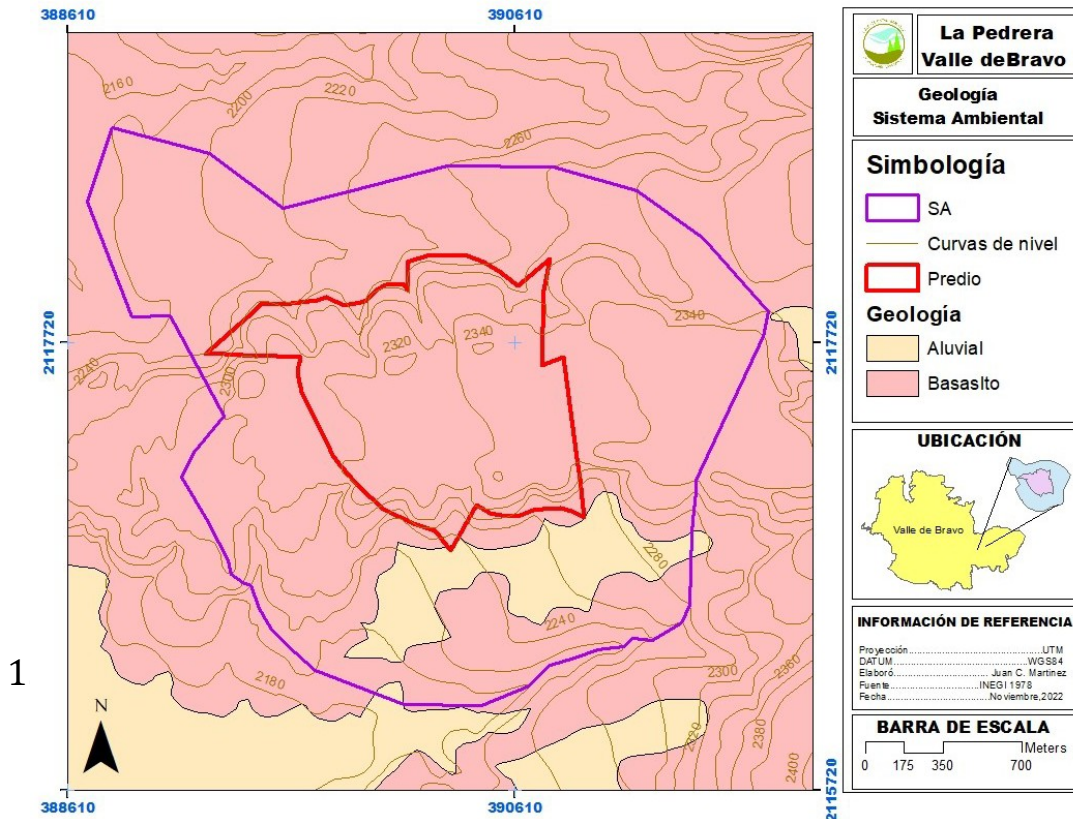 388610
390610
2117720
2117720
388610
390610
2115720
1
N
2160
2200
2220
2260
2240
2300
2320
2340
2340
2280
2240
2180
2300
2360
2320
2380
2400
La Pedrera
Valle deBravo
Geología
Sistema Ambiental
Simbología
SA
Curvas de nivel
Predio
Geología
Aluvial
Basaslto
UBICACIÓN
Valle de Bravo
INFORMACIÓN DE REFERENCIA
Proyección.....................................UTM
DATUM......................................WGS84
Elaboró...........................Juan C. Martinez
Fuente.............................INEGI 1978
Fecha.........................Noviembre,2022
BARRA DE ESCALA
Meters
0 175 350 700